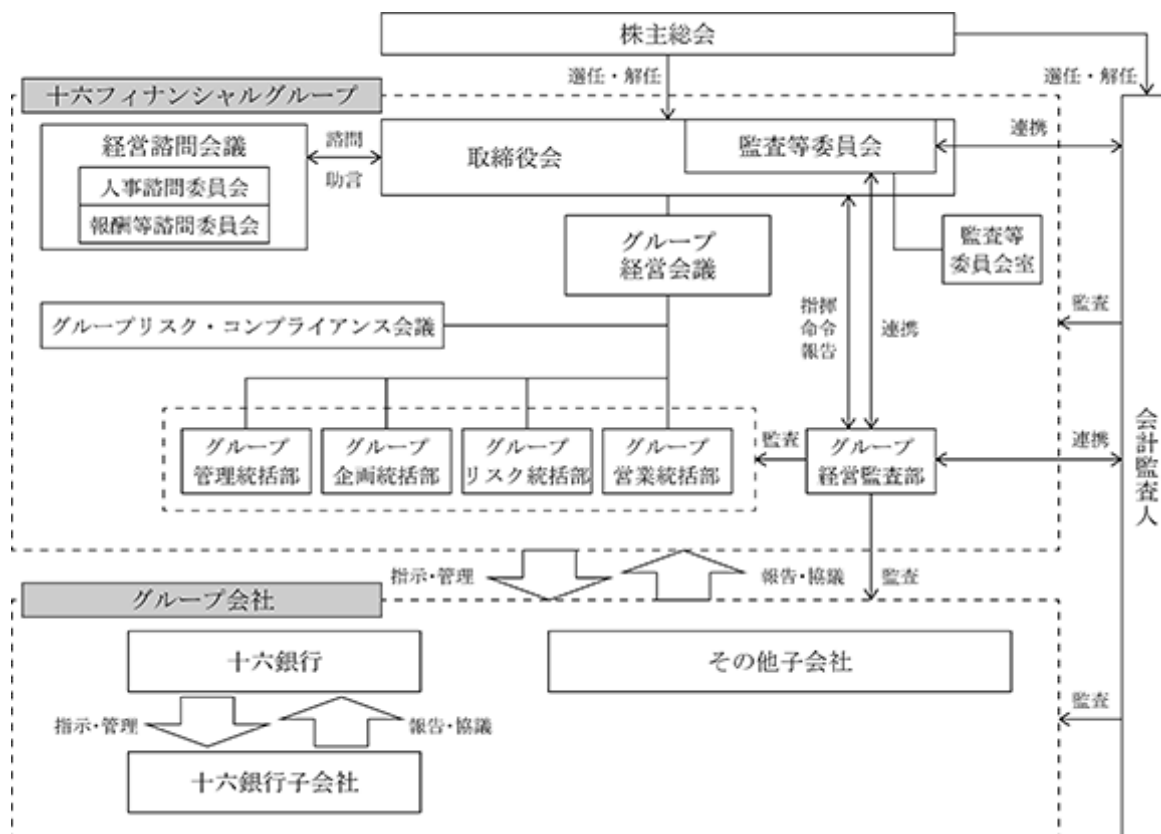 株主総会
選任・解任
選任・解任
十六フィナンシャルグループ
経営諮問会議
人事諮問委員会
報酬等諮問委員会
諮問
助言
取締役会
監査等委員会
連携
グループ
経営会議
監査等
委員会室
グループリスク・コンプライアンス会議
指揮
命令
報告
連携
監査
グループ
管理統括部
グループ
企画統括部
グループ
リスク統括部
グループ
営業統括部
監査
グループ
経営監査部
連携
会計監査人
指示・管理
報告・協議
監査
グループ会社
十六銀行
その他子会社
指示・管理
報告・協議
監査
十六銀行子会社